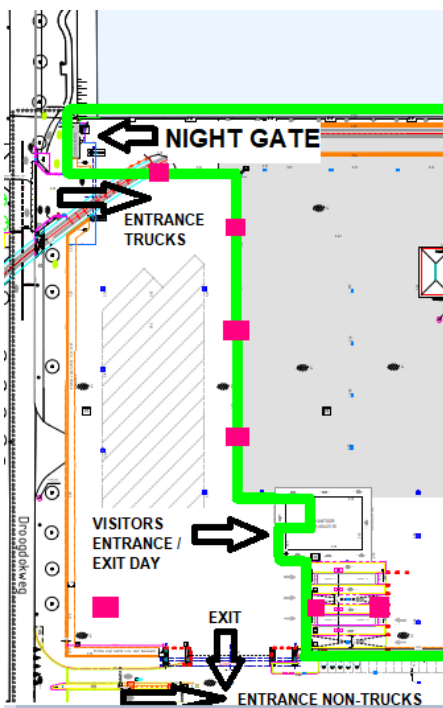 NIGHT GATE
ENTRANCE
TRUCKS
VISITORS
ENTRANCE /
EXIT DAY
Droogdokweg
EXIT
ENTRANCE NON-TRUCKS